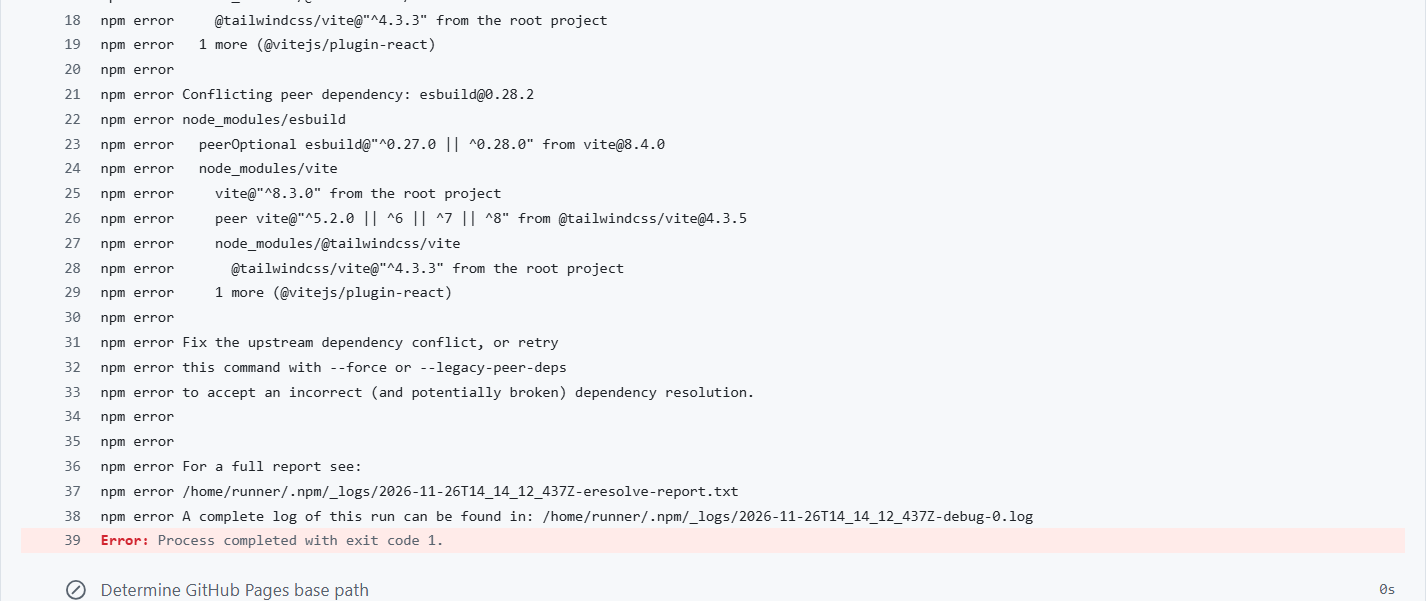 18 npm error     @tailwindcss/vite@"^4.3.3" from the root project
19 npm error   1 more (@vitejs/plugin-react)
20 npm error
21 npm error Conflicting peer dependency: esbuild@0.28.2
22 npm error node_modules/esbuild
23 npm error   peerOptional esbuild@"^0.27.0 || ^0.28.0" from vite@8.4.0
24 npm error   node_modules/vite
25 npm error     vite@"^8.3.0" from the root project
26 npm error     peer vite@"^5.2.0 || ^6 || ^7 || ^8" from @tailwindcss/vite@4.3.5
27 npm error     node_modules/@tailwindcss/vite
28 npm error       @tailwindcss/vite@"^4.3.3" from the root project
29 npm error     1 more (@vitejs/plugin-react)
30 npm error
31 npm error Fix the upstream dependency conflict, or retry
32 npm error this command with --force or --legacy-peer-deps
33 npm error to accept an incorrect (and potentially broken) dependency resolution.
34 npm error
35 npm error
36 npm error For a full report see:
37 npm error /home/runner/.npm/_logs/2026-11-26T14_14_12_437Z-eresolve-report.txt
38 npm error A complete log of this run can be found in: /home/runner/.npm/_logs/2026-11-26T14_14_12_437Z-debug-0.log
39 Error: Process completed with exit code 1.
Determine GitHub Pages base path 0s